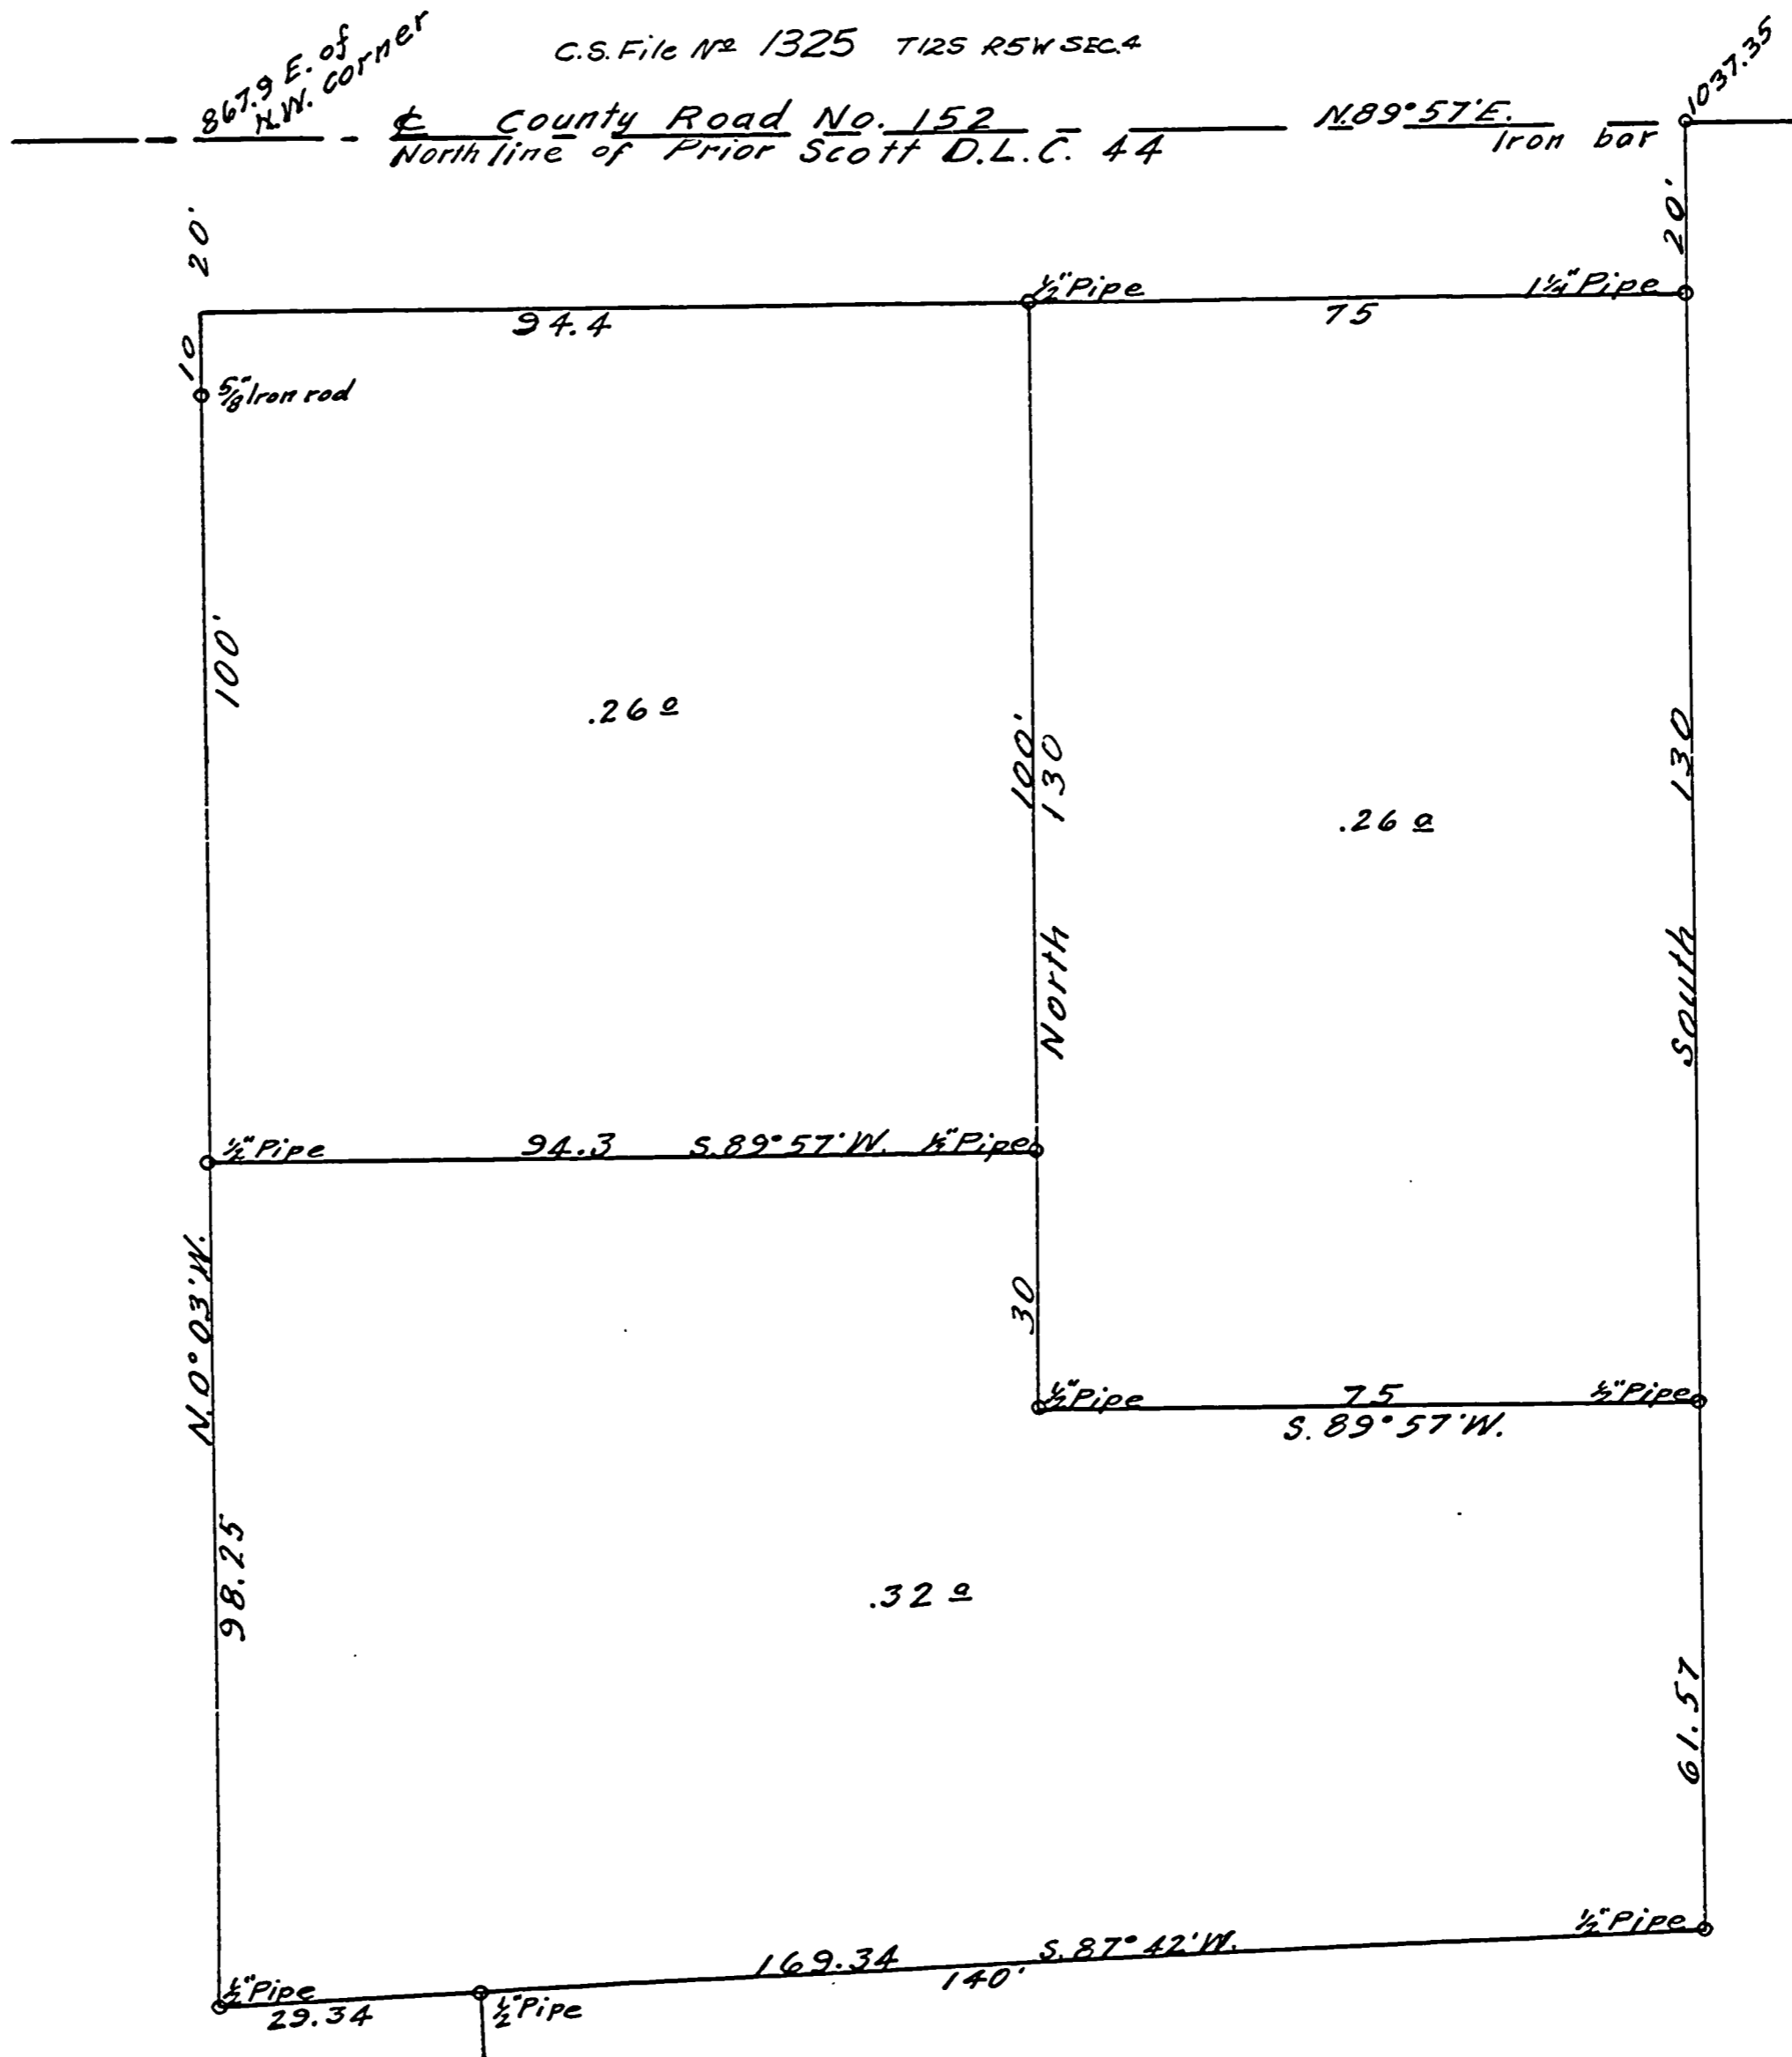 C.S. File Nº 1325 T12S R5W SEC.4
867.9 E. of
N.W. corner
1037.35
℄ County Road No. 152
N.89°57'E.
North line of Prior Scott D.L.C. 44
Iron bar
20'
20'
½" Pipe
1¼" Pipe
94.4
75
10
⅝" Iron rod
100'
.26 a
100'
130
.26 a
130
North
South
½" Pipe
94.3 S.89°57'W. ½" Pipe
N.0°03'W.
30
½" Pipe
75
½" Pipe
S. 89°57'W.
98.25
.32 a
61.57
½" Pipe
169.34 S.87°42'W.
140'
½" Pipe
29.34
½" Pipe